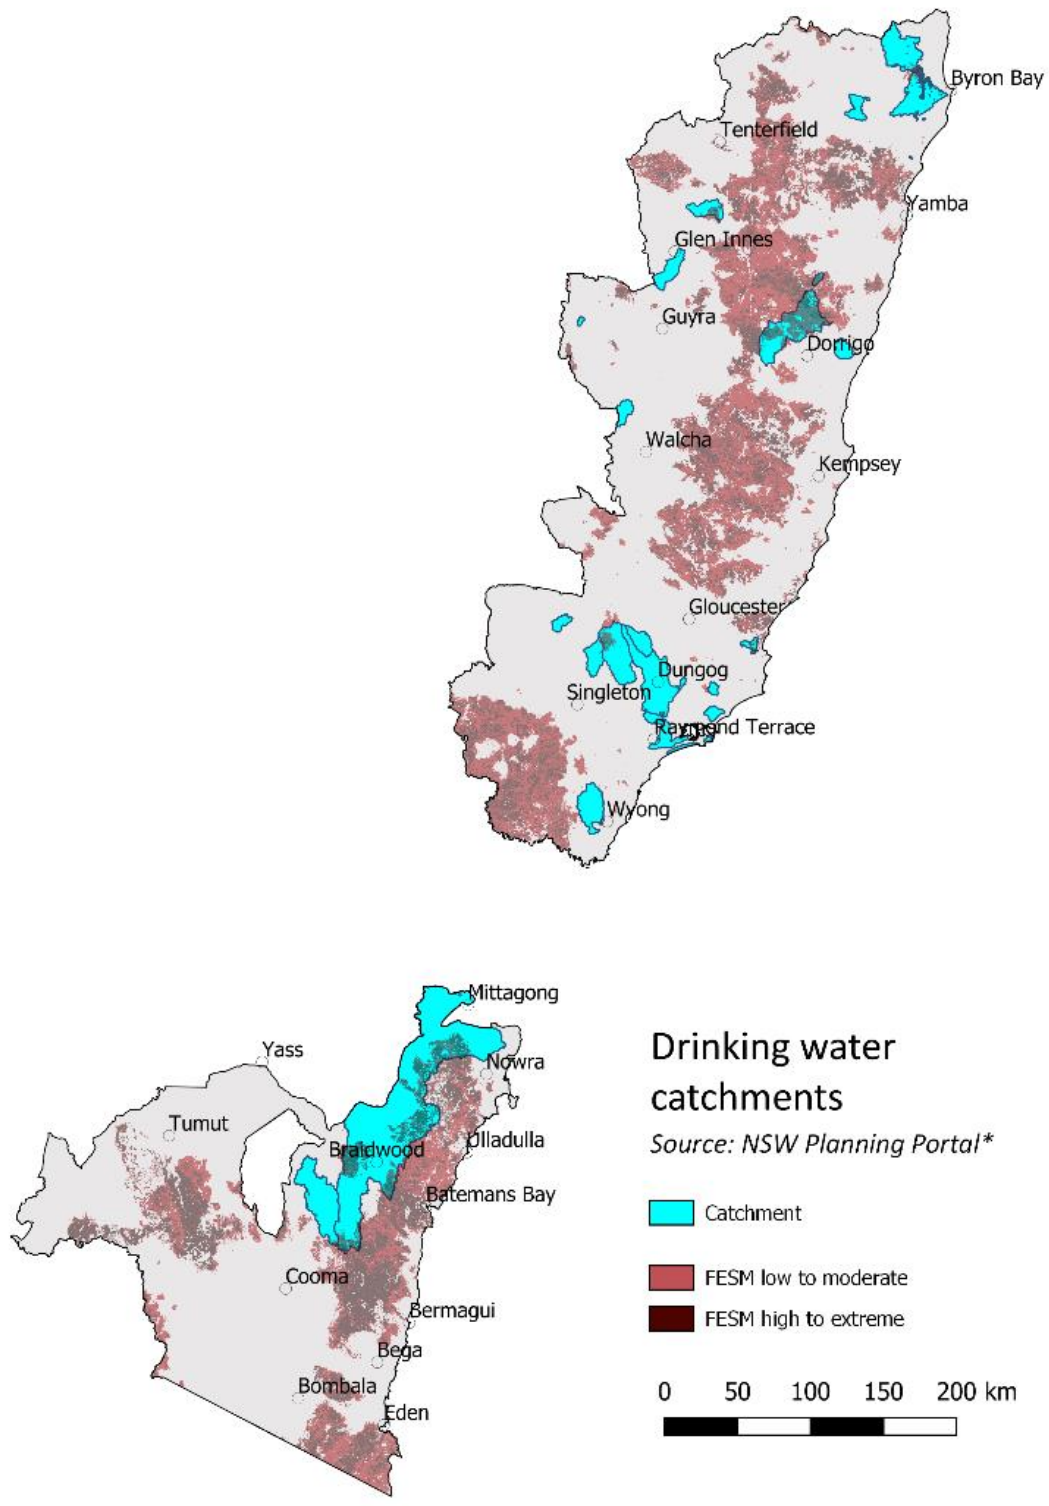 Byron Bay
Tenterfield
Yamba
Glen Innes
Guyra
Dorrigo
Walcha
Kempsey
Gloucester
Dungog
Singleton
Raymond Terrace
Wyong
Mittagong
Yass
Nowra
Tumut
Ulladulla
Braidwood
Batemans Bay
Cooma
Bermagui
Bega
Bombala
Eden
Drinking water
catchments
Source: NSW Planning Portal*
Catchment
FESM low to moderate
FESM high to extreme
0 50 100 150 200 km